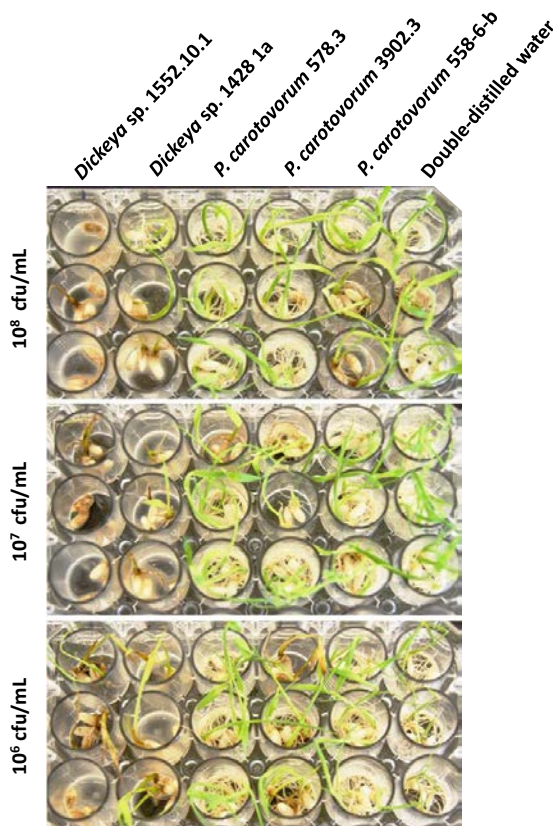 Dickeya sp. 1552.10.1
Dickeya sp. 1428 1a
P. carotovorum 578.3
P. carotovorum 3902.3
P. carotovorum 558-6-b
Double-distilled water
10⁸ cfu/mL
10⁷ cfu/mL
10⁶ cfu/mL